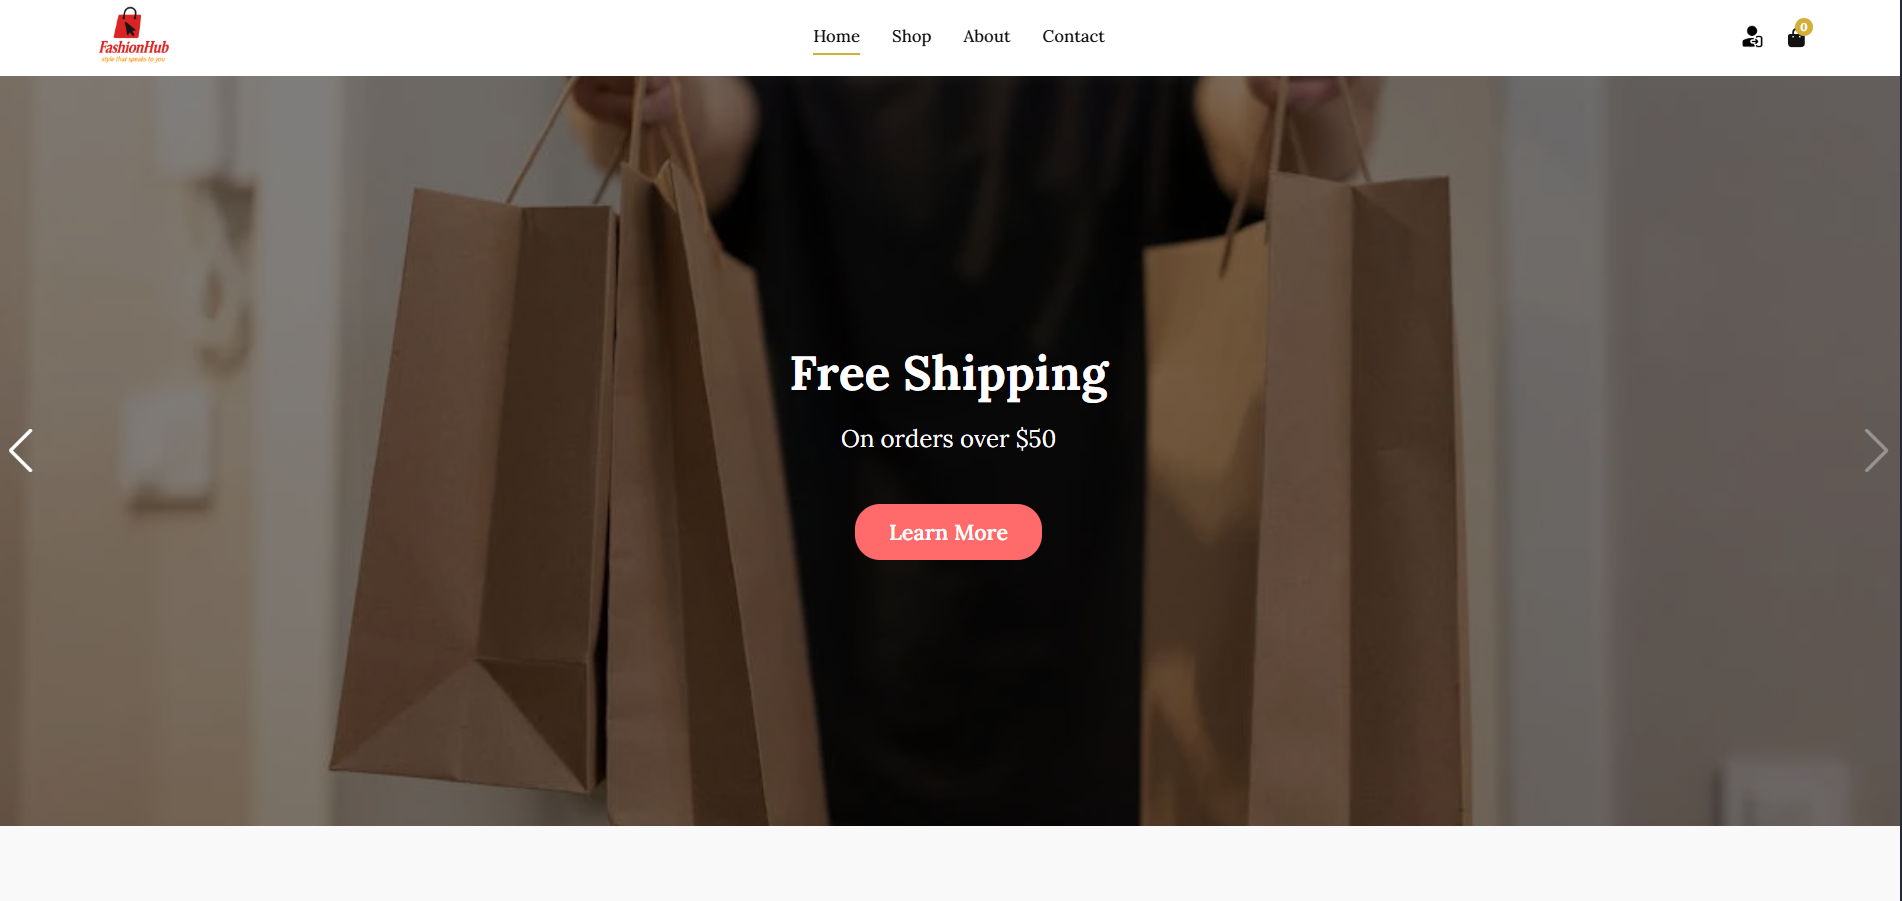 FashionHub
style that speaks to you
Home Shop About Contact
0
Free Shipping
On orders over $50
Learn More